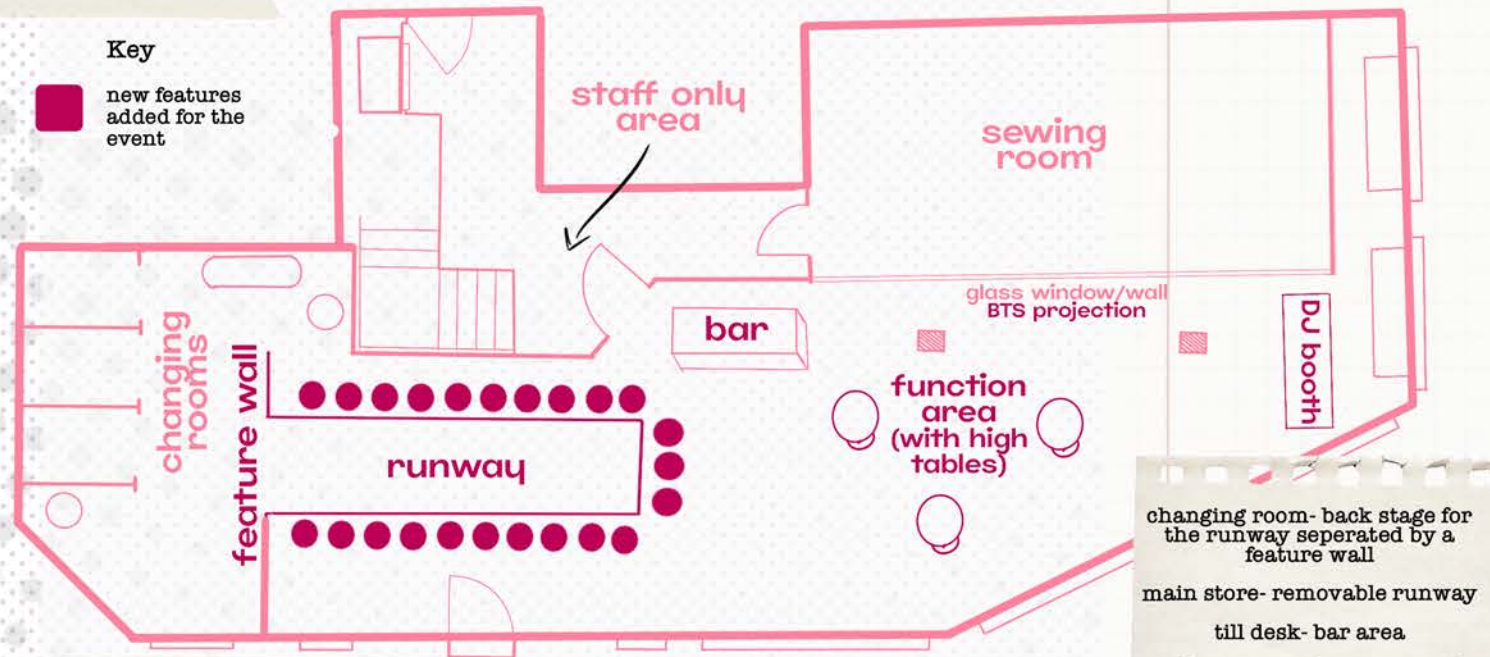 Key
new features
added for the
event
staff only
area
sewing
room
glass window/wall
BTS projection
DJ booth
bar
function
area
(with high
tables)
changing
rooms
feature wall
runway
changing room- back stage for
the runway seperated by a
feature wall
main store- removable runway
till desk- bar area